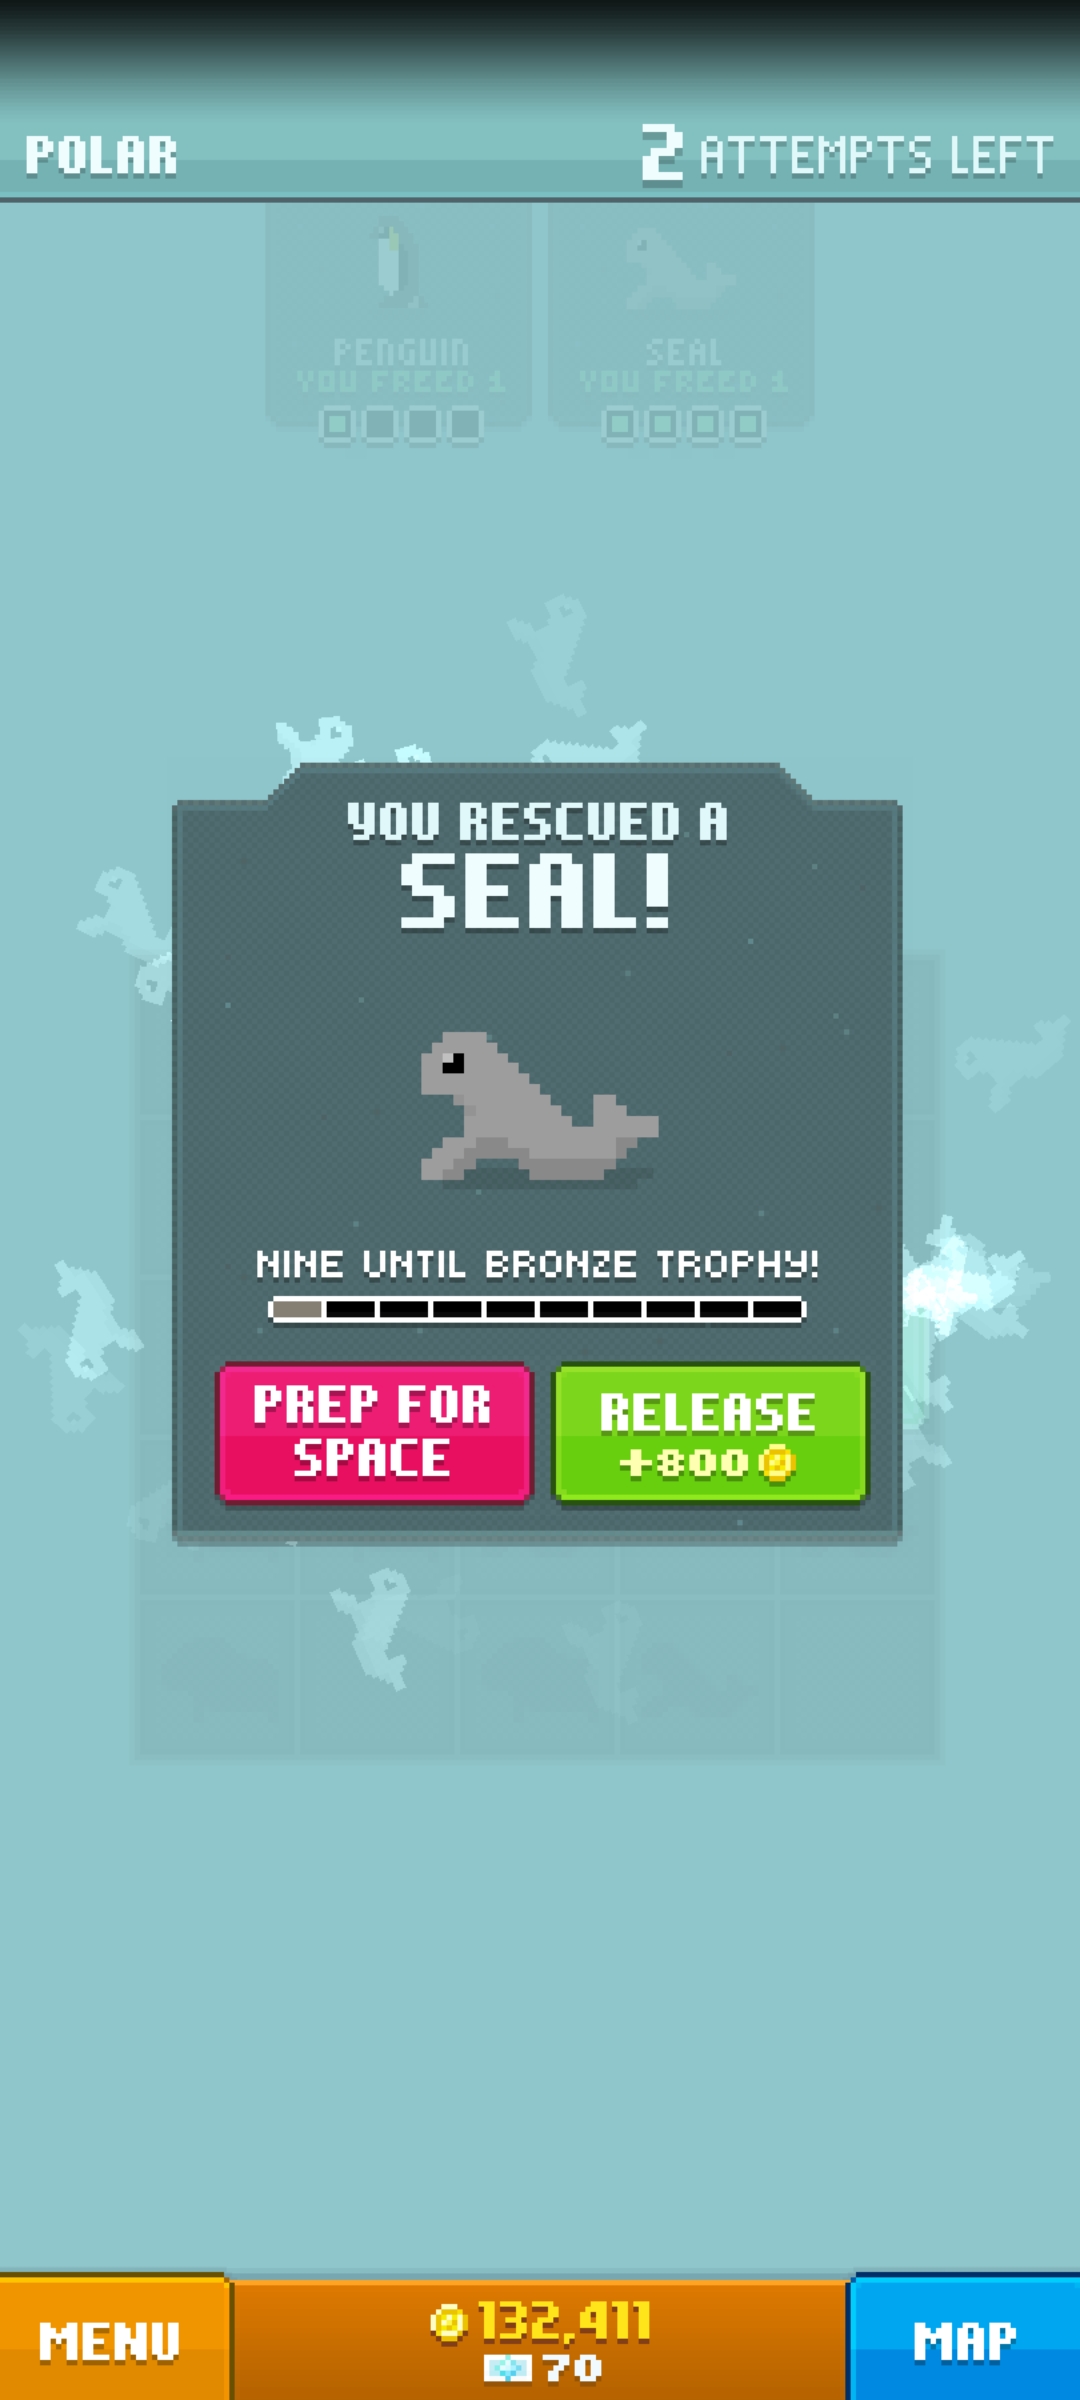 POLAR
2 ATTEMPTS LEFT
PENGUIN
YOU FREED 1
SEAL
YOU FREED 1
YOU RESCUED A
SEAL!
NINE UNTIL BRONZE TROPHY!
PREP FOR
SPACE
RELEASE
+800
MENU
132,411
70
MAP